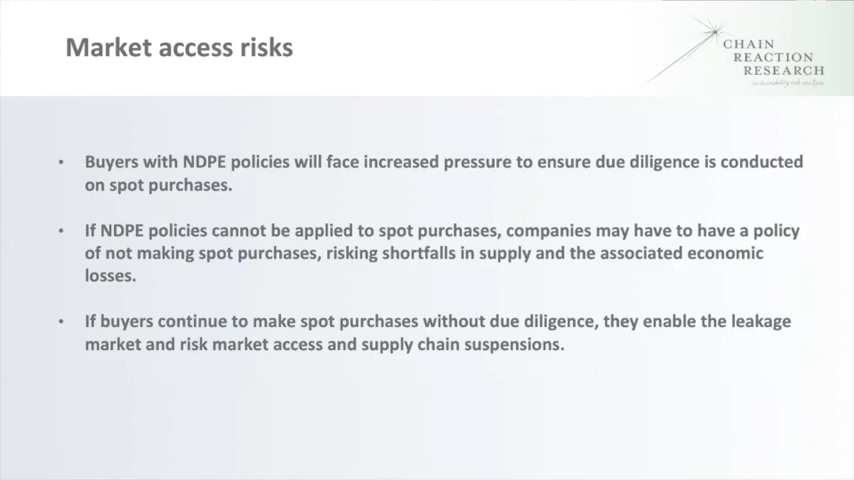 Market access risks
CHAIN
REACTION
RESEARCH
sustainability risk analysis
• Buyers with NDPE policies will face increased pressure to ensure due diligence is conducted
on spot purchases.
• If NDPE policies cannot be applied to spot purchases, companies may have to have a policy
of not making spot purchases, risking shortfalls in supply and the associated economic
losses.
• If buyers continue to make spot purchases without due diligence, they enable the leakage
market and risk market access and supply chain suspensions.